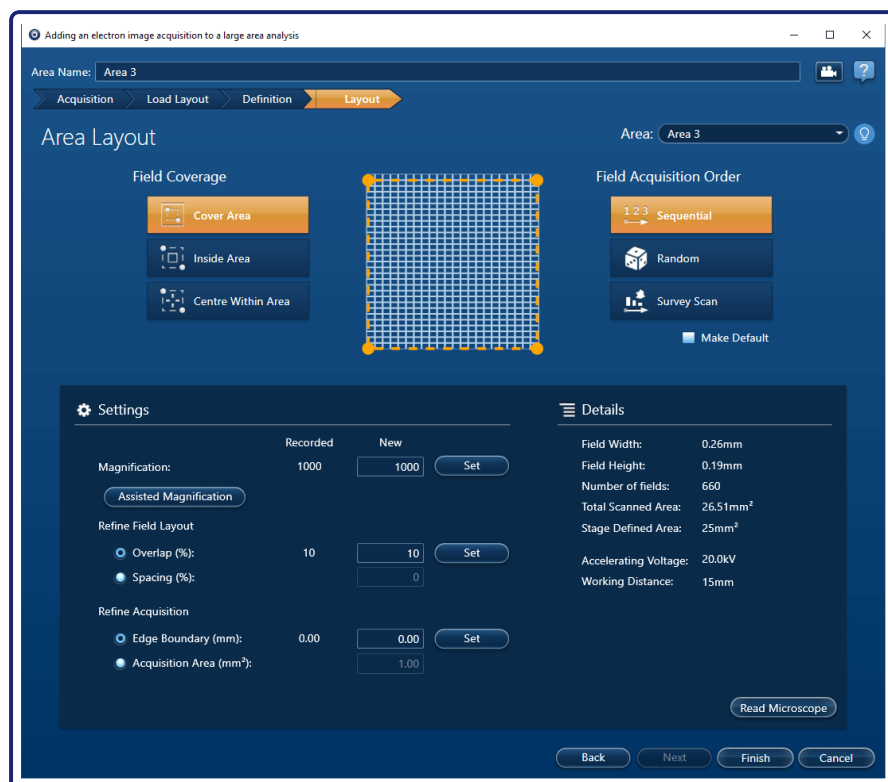 Adding an electron image acquisition to a large area analysis
Area Name: Area 3
Acquisition Load Layout Definition Layout
Area Layout
Area: Area 3
Field Coverage
Cover Area
Inside Area
Centre Within Area
Field Acquisition Order
1 2 3 Sequential
Random
Survey Scan
Make Default
Settings
Recorded New
Magnification: 1000 1000 Set
Assisted Magnification
Refine Field Layout
Overlap (%): 10 10 Set
Spacing (%): 0
Refine Acquisition
Edge Boundary (mm): 0.00 0.00 Set
Acquisition Area (mm²): 1.00
Details
Field Width: 0.26mm
Field Height: 0.19mm
Number of fields: 660
Total Scanned Area: 26.51mm²
Stage Defined Area: 25mm²
Accelerating Voltage: 20.0kV
Working Distance: 15mm
Read Microscope
Back Next Finish Cancel